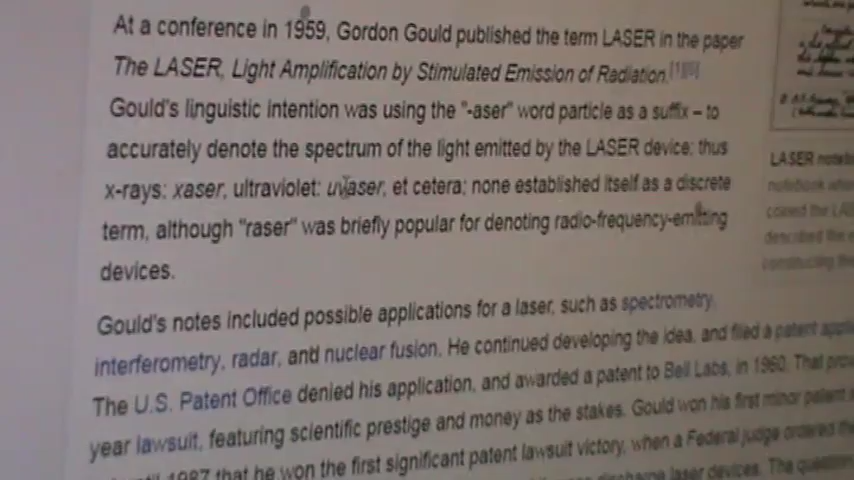 At a conference in 1959, Gordon Gould published the term LASER in the paper
The LASER, Light Amplification by Stimulated Emission of Radiation.
Gould's linguistic intention was using the "-aser" word particle as a suffix – to
accurately denote the spectrum of the light emitted by the LASER device; thus
x-rays: xaser, ultraviolet: uvaser, et cetera; none established itself as a discrete
term, although "raser" was briefly popular for denoting radio-frequency-emitting
devices.
Gould's notes included possible applications for a laser, such as spectrometry,
interferometry, radar, and nuclear fusion. He continued developing the idea, and filed a patent
The U.S. Patent Office denied his application, and awarded a patent to Bell Labs, in 1960. That
year lawsuit, featuring scientific prestige and money as the stakes. Gould won his first minor patent
1987 that he won the first significant patent lawsuit victory, when a Federal judge ordered
discharge laser devices. The question
LASER